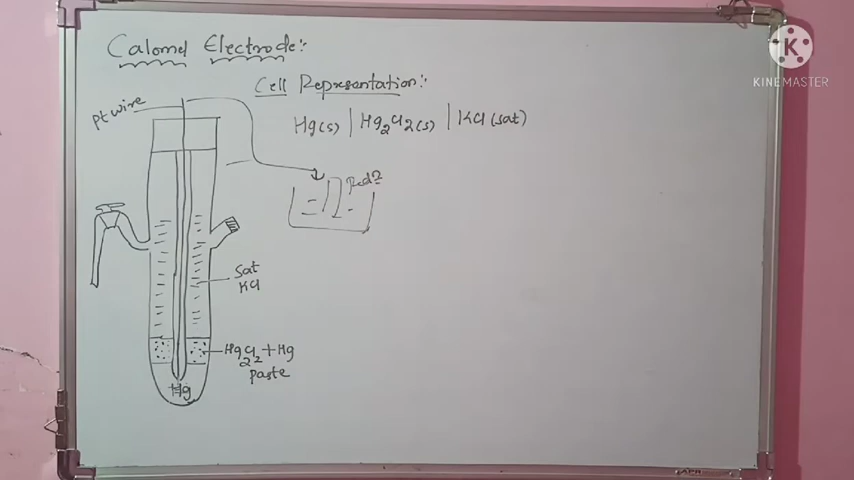 Calomel Electrode:
Cell Representation:
pt wire
Hg(s) | Hg₂Cl₂(s) | KCl (sat)
sat
KCl
Hg₂Cl₂ + Hg
paste
Hg
K
KINEMASTER